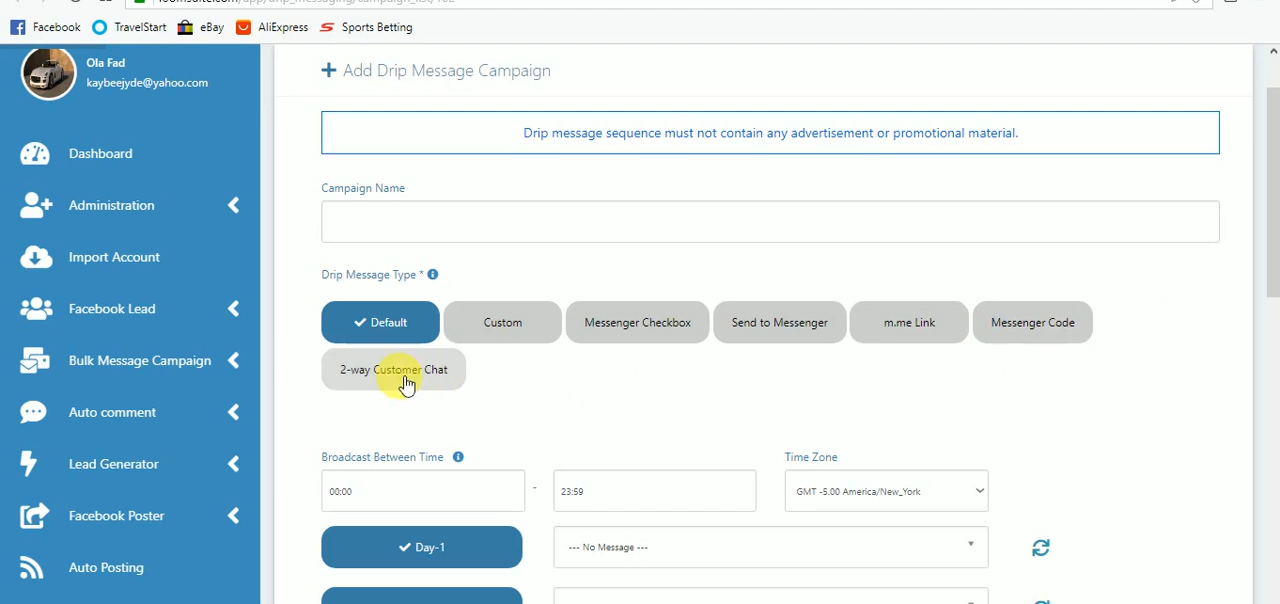 Facebook TravelStart eBay AliExpress Sports Betting
Ola Fad
kaybeejyde@yahoo.com
Dashboard
Administration
Import Account
Facebook Lead
Bulk Message Campaign
Auto comment
Lead Generator
Facebook Poster
Auto Posting
Add Drip Message Campaign
Drip message sequence must not contain any advertisement or promotional material.
Campaign Name
Drip Message Type *
Default Custom Messenger Checkbox Send to Messenger m.me Link Messenger Code
2-way Customer Chat
Broadcast Between Time Time Zone
00:00 - 23:59 GMT -5.00 America/New_York
Day-1 --- No Message ---